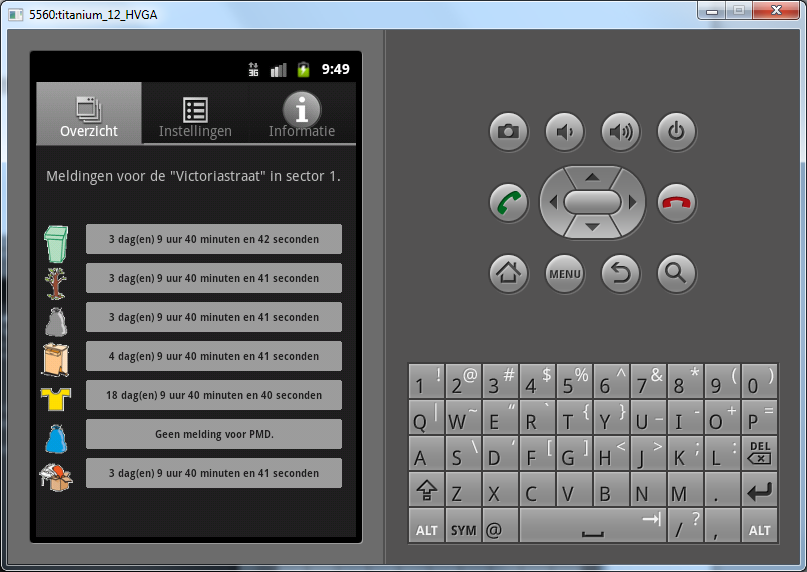 5560:titanium_12_HVGA
3G 9:49
Overzicht Instellingen Informatie
Meldingen voor de "Victoriastraat" in sector 1.
3 dag(en) 9 uur 40 minuten en 42 seconden
3 dag(en) 9 uur 40 minuten en 41 seconden
3 dag(en) 9 uur 40 minuten en 41 seconden
4 dag(en) 9 uur 40 minuten en 41 seconden
18 dag(en) 9 uur 40 minuten en 40 seconden
Geen melding voor PMD.
3 dag(en) 9 uur 40 minuten en 41 seconden
MENU
1 ! 2 @ 3 # 4 $ 5 % 6 ^ 7 & 8 * 9 ( 0 )
Q | W ~ E “ R ` T { Y } U _ I - O + P =
A S \ D ‘ F [ G ] H < J > K ; L : DEL
Z X C V B N M .
ALT SYM @ / ? , ALT